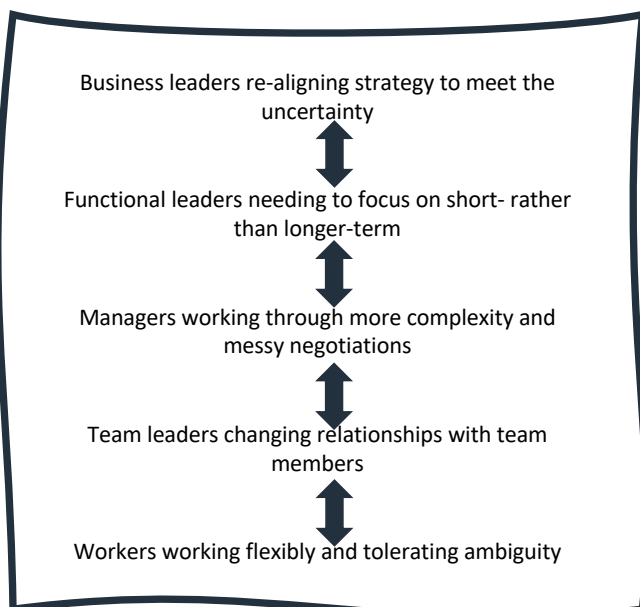 Business leaders re-aligning strategy to meet the
uncertainty
Functional leaders needing to focus on short- rather
than longer-term
Managers working through more complexity and
messy negotiations
Team leaders changing relationships with team
members
Workers working flexibly and tolerating ambiguity